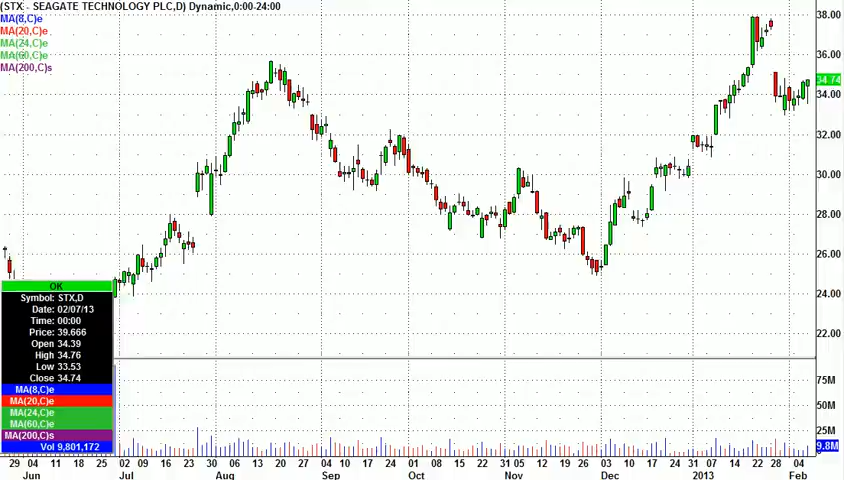 (STX - SEAGATE TECHNOLOGY PLC,D) Dynamic,0:00-24:00
MA(8,C)e
MA(20,C)e
MA(24,C)e
MA(60,C)e
MA(200,C)s
38.00
36.00
34.74
34.00
32.00
30.00
28.00
26.00
24.00
22.00
OK
Symbol: STX,D
Date: 02/07/13
Time: 00:00
Price: 39.666
Open 34.39
High 34.76
Low 33.53
Close 34.74
MA(8,C)e
MA(20,C)e
MA(24,C)e
MA(60,C)e
MA(200,C)s
Vol 9,801,172
75M
50M
25M
9.8M
29 04 11 18 25 02 09 16 23 06 13 20 27 04 10 17 24 08 15 22 31 05 12 19 26 03 10 17 24 31 07 14 22 28 04
Jun Jul Aug Sep Oct Nov Dec 2013 Feb